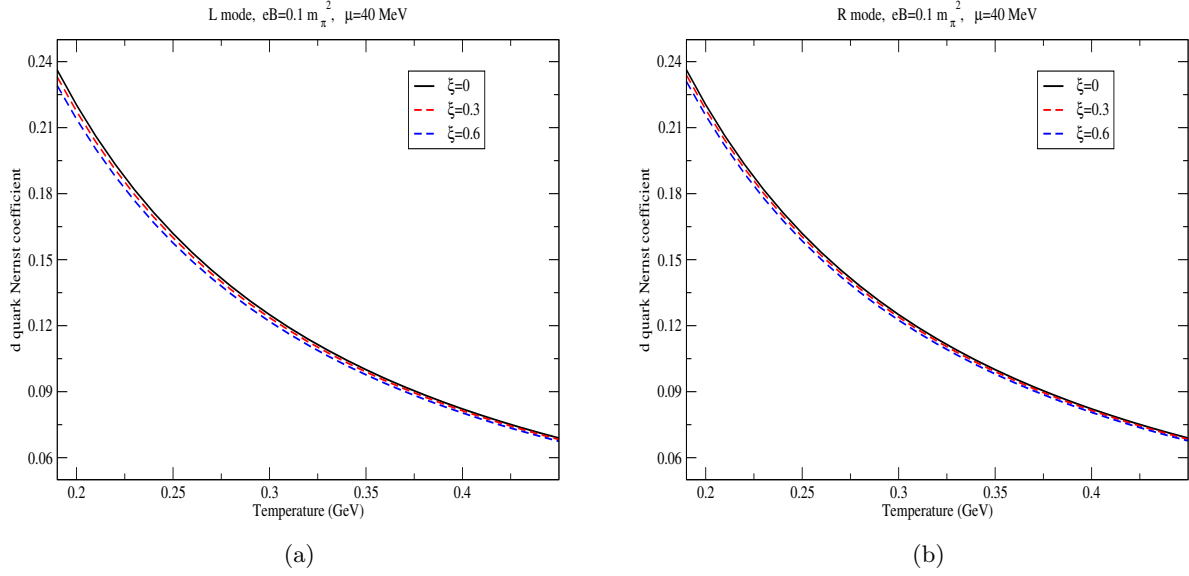 L mode, eB=0.1 m_π^2, μ=40 MeV
d quark Nernst coefficient
0.24
0.21
0.18
0.15
0.12
0.09
0.06
ξ=0
ξ=0.3
ξ=0.6
0.2 0.25 0.3 0.35 0.4
Temperature (GeV)
(a)
R mode, eB=0.1 m_π^2, μ=40 MeV
d quark Nernst coefficient
0.24
0.21
0.18
0.15
0.12
0.09
0.06
ξ=0
ξ=0.3
ξ=0.6
0.2 0.25 0.3 0.35 0.4
Temperature (GeV)
(b)